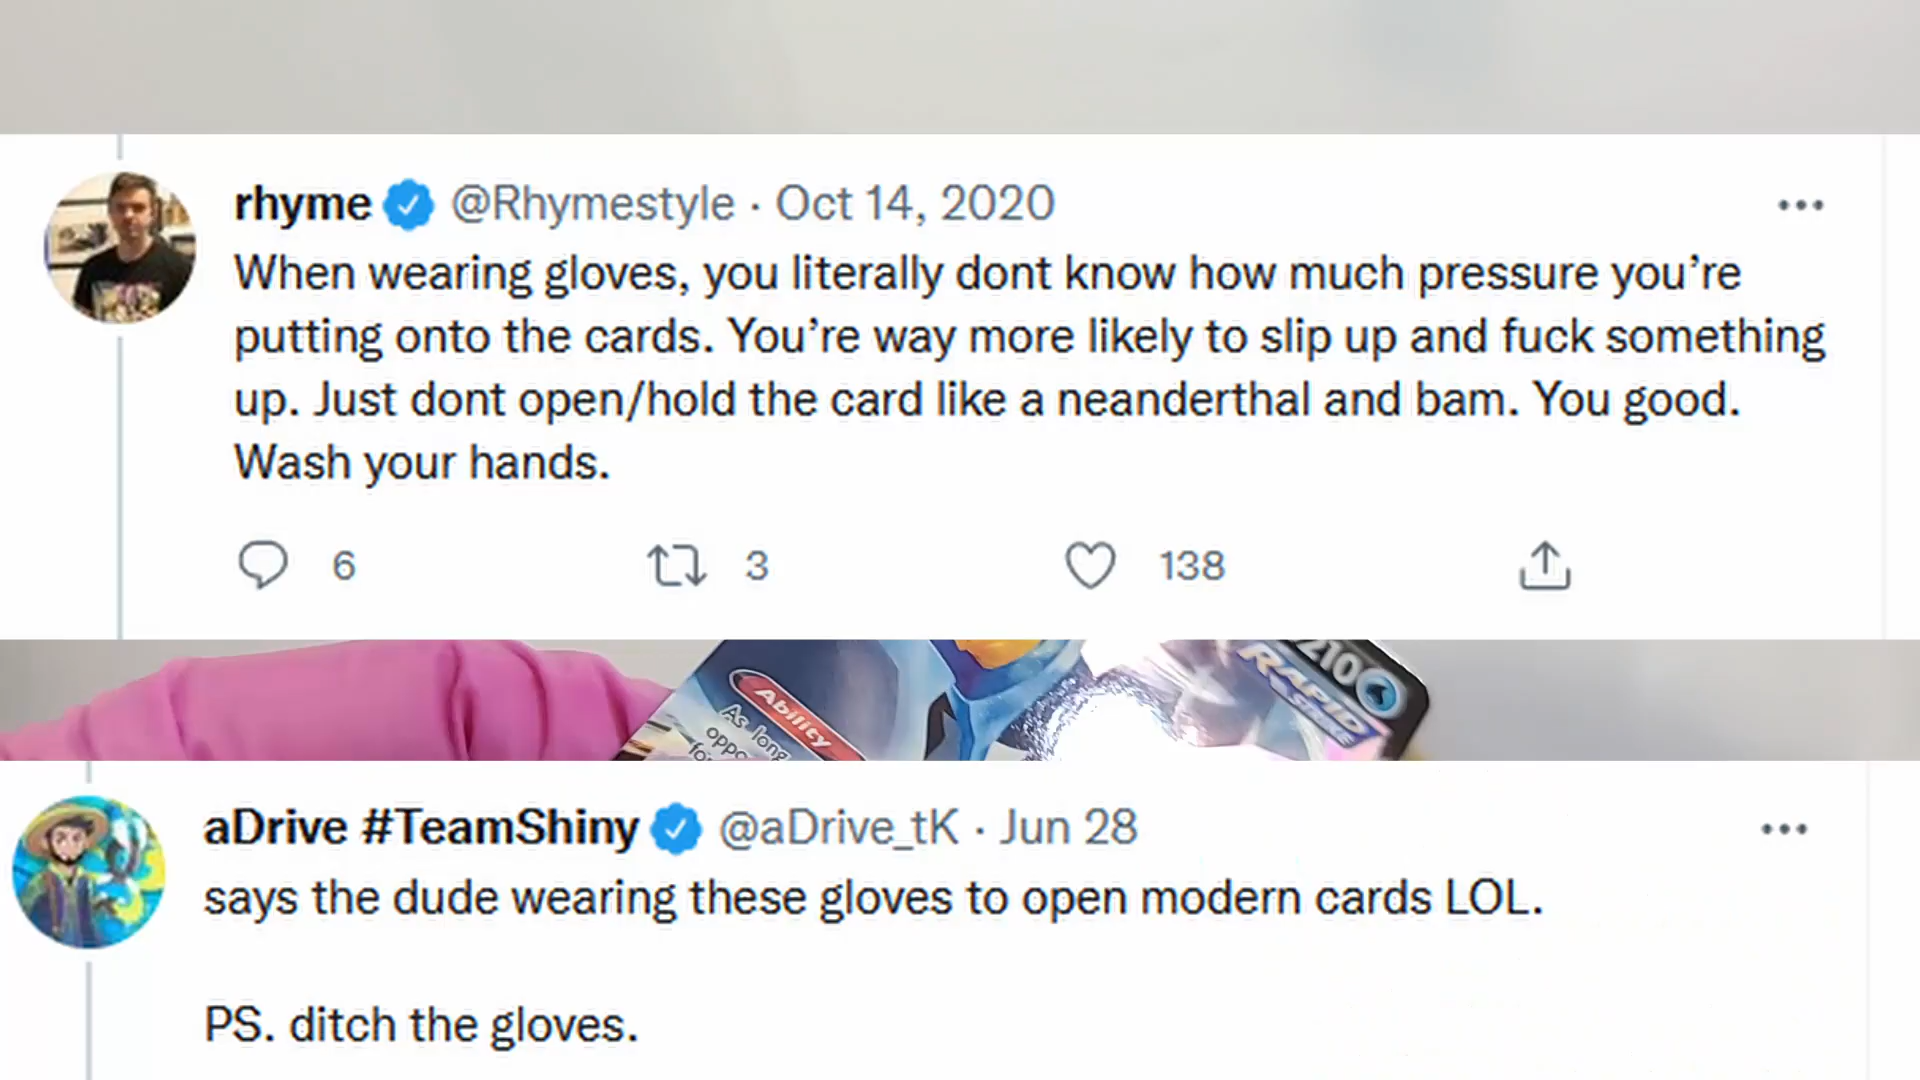 rhyme @Rhymestyle · Oct 14, 2020
When wearing gloves, you literally dont know how much pressure you’re
putting onto the cards. You’re way more likely to slip up and fuck something
up. Just dont open/hold the card like a neanderthal and bam. You good.
Wash your hands.
6 3 138
210
RAPID
Ability
As long
oppo
fo
aDrive #TeamShiny @aDrive_tK · Jun 28
says the dude wearing these gloves to open modern cards LOL.
PS. ditch the gloves.